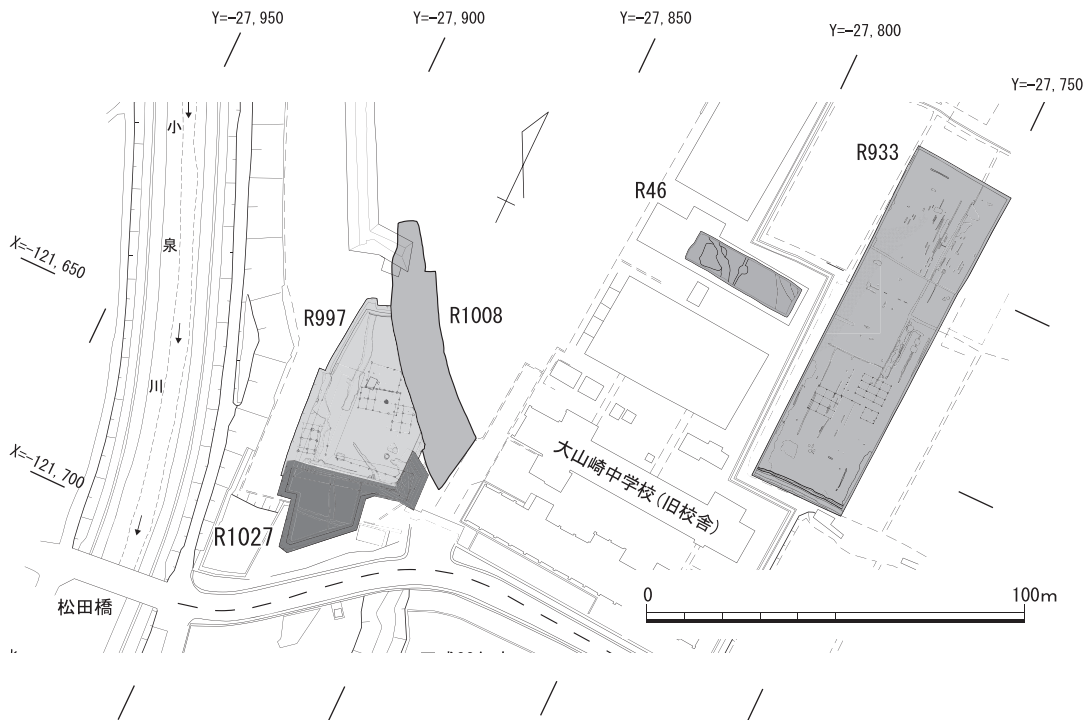 Y=-27, 950
Y=-27, 900
Y=-27, 850
Y=-27, 800
Y=-27, 750
小
泉
川
R933
R46
X=-121, 650
R997
R1008
X=-121, 700
大山崎中学校(旧校舎)
R1027
松田橋
0
100m